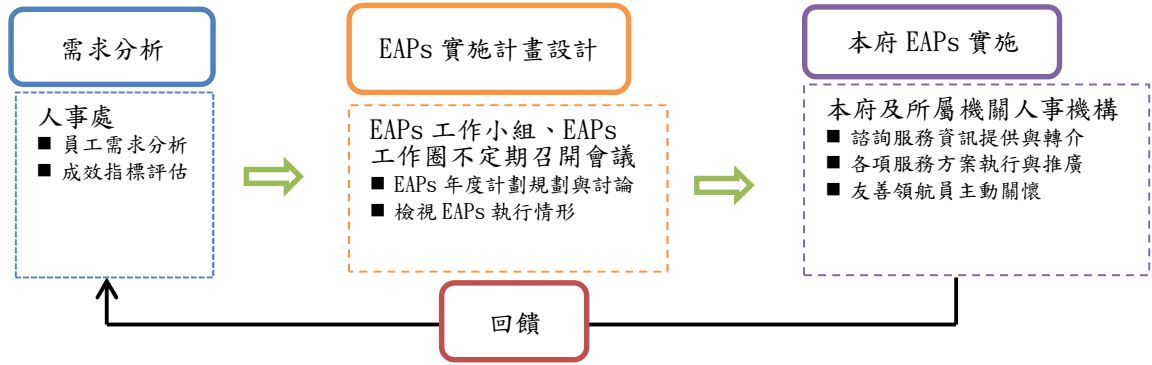 需求分析
人事處
■ 員工需求分析
■ 成效指標評估
EAPs 實施計畫設計
EAPs 工作小組、EAPs
工作圈不定期召開會議
■ EAPs 年度計劃規劃與討論
■ 檢視 EAPs 執行情形
本府 EAPs 實施
本府及所屬機關人事機構
■ 諮詢服務資訊提供與轉介
■ 各項服務方案執行與推廣
■ 友善領航員主動關懷
回饋